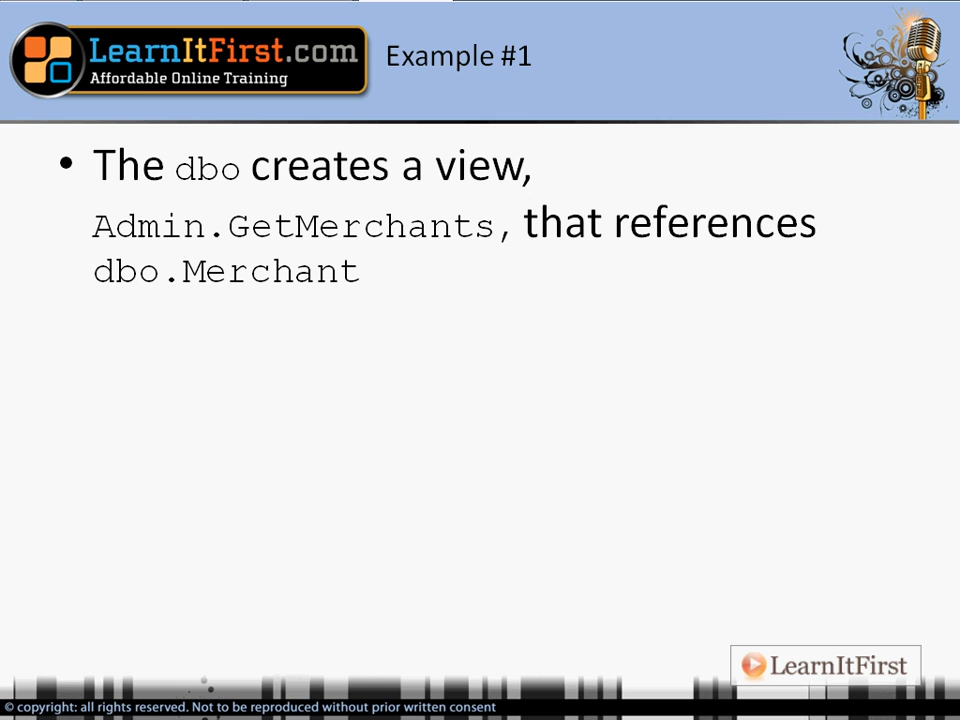 LearnItFirst.com
Affordable Online Training
Example #1
• The dbo creates a view,
Admin.GetMerchants, that references
dbo.Merchant
LearnItFirst
© copyright: all rights reserved. Not to be reproduced without prior written consent